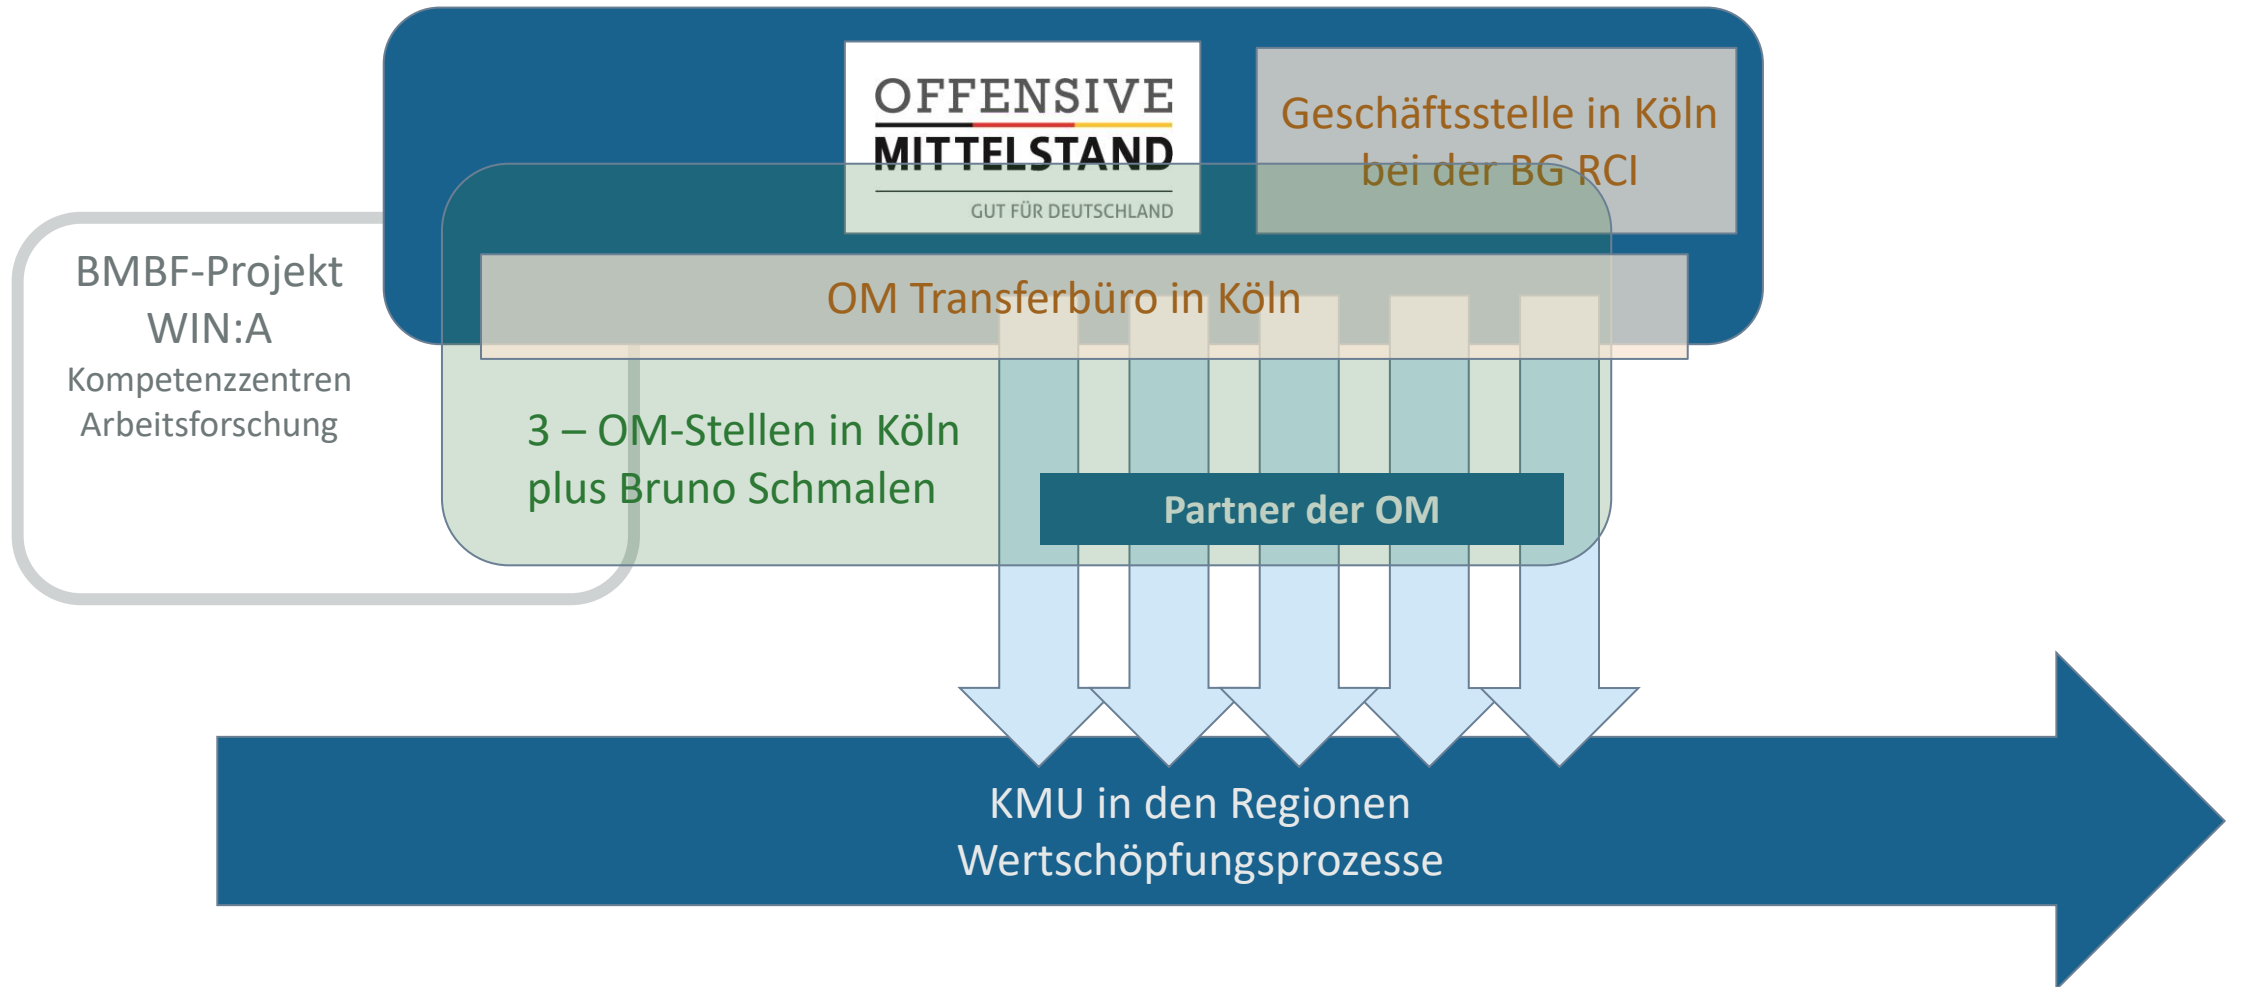 OFFENSIVE
MITTELSTAND
GUT FÜR DEUTSCHLAND
Geschäftsstelle in Köln
bei der BG RCI
BMBF-Projekt
WIN:A
Kompetenzzentren
Arbeitsforschung
OM Transferbüro in Köln
3 – OM-Stellen in Köln
plus Bruno Schmalen
Partner der OM
KMU in den Regionen
Wertschöpfungsprozesse